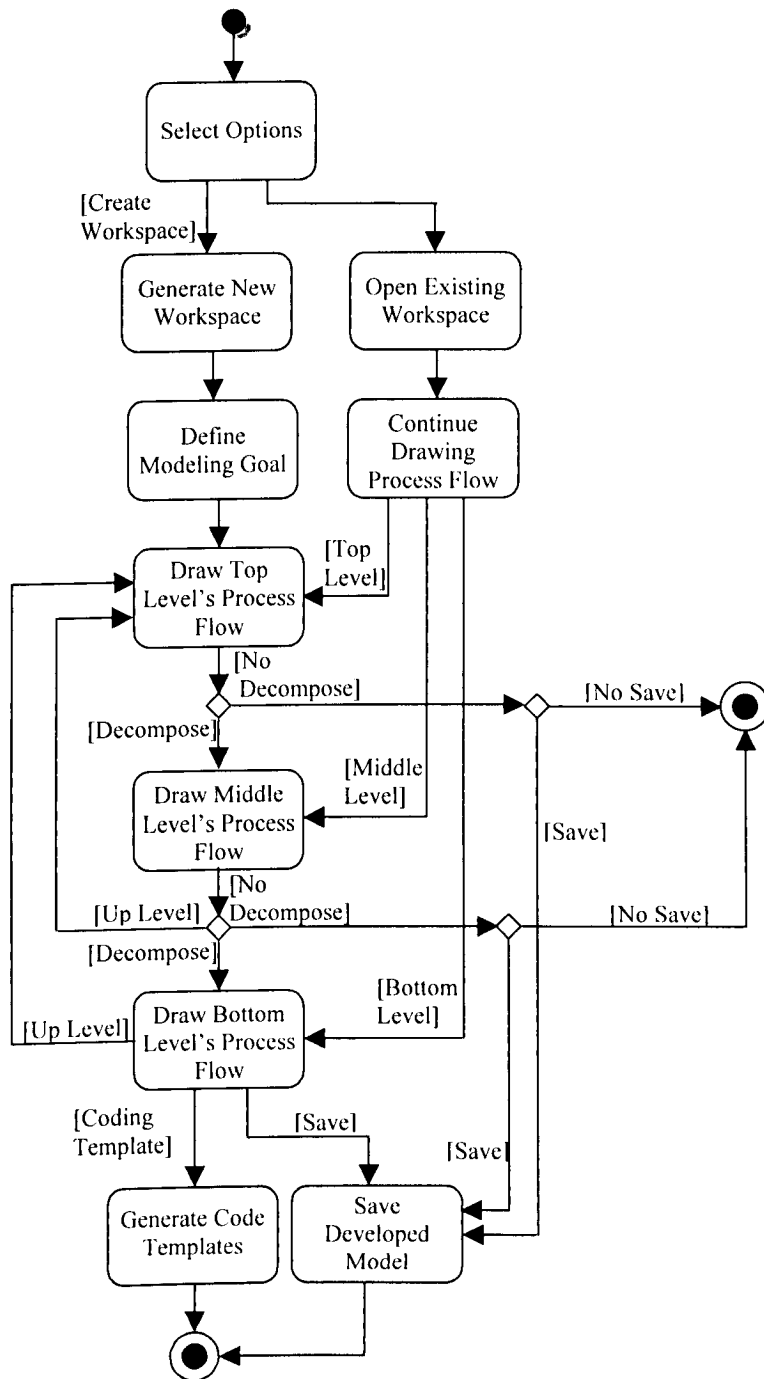 Select Options
[Create
Workspace]
Generate New
Workspace
Open Existing
Workspace
Define
Modeling Goal
Continue
Drawing
Process Flow
[Top
Level]
Draw Top
Level's Process
Flow
[No
Decompose]
[No Save]
[Decompose]
[Middle
Level]
Draw Middle
Level's Process
Flow
[Save]
[No
Decompose]
[Up Level]
[No Save]
[Decompose]
[Bottom
Level]
Draw Bottom
Level's Process
Flow
[Up Level]
[Coding
Template]
[Save]
[Save]
Generate Code
Templates
Save
Developed
Model